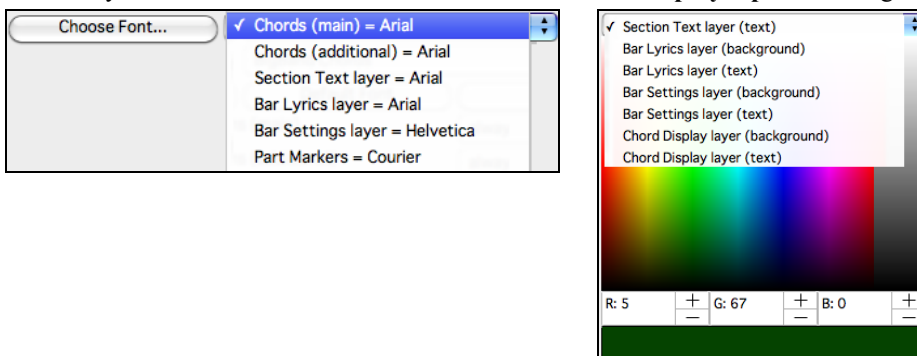 Choose Font...
✓ Chords (main) = Arial
Chords (additional) = Arial
Section Text layer = Arial
Bar Lyrics layer = Arial
Bar Settings layer = Helvetica
Part Markers = Courier
✓ Section Text layer (text)
Bar Lyrics layer (background)
Bar Lyrics layer (text)
Bar Settings layer (background)
Bar Settings layer (text)
Chord Display layer (background)
Chord Display layer (text)
R: 5 + − G: 67 + − B: 0 + −